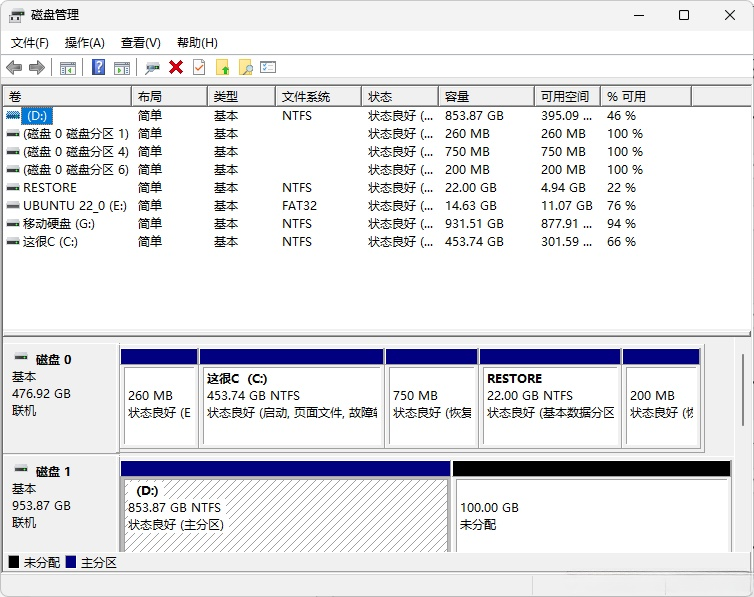 磁盘管理
文件(F) 操作(A) 查看(V) 帮助(H)
卷 布局 类型 文件系统 状态 容量 可用空间 % 可用
(D:) 简单 基本 NTFS 状态良好 (... 853.87 GB 395.09 ... 46 %
(磁盘 0 磁盘分区 1) 简单 基本 状态良好 (... 260 MB 260 MB 100 %
(磁盘 0 磁盘分区 4) 简单 基本 状态良好 (... 750 MB 750 MB 100 %
(磁盘 0 磁盘分区 6) 简单 基本 状态良好 (... 200 MB 200 MB 100 %
RESTORE 简单 基本 NTFS 状态良好 (... 22.00 GB 4.94 GB 22 %
UBUNTU 22_0 (E:) 简单 基本 FAT32 状态良好 (... 14.63 GB 11.07 GB 76 %
移动硬盘 (G:) 简单 基本 NTFS 状态良好 (... 931.51 GB 877.91 ... 94 %
这很C (C:) 简单 基本 NTFS 状态良好 (... 453.74 GB 301.59 ... 66 %
磁盘 0
基本
476.92 GB
联机
260 MB
状态良好 (E
这很C (C:)
453.74 GB NTFS
状态良好 (启动, 页面文件, 故障转
750 MB
状态良好 (恢复
RESTORE
22.00 GB NTFS
状态良好 (基本数据分区
200 MB
状态良好 (恢
磁盘 1
基本
953.87 GB
联机
(D:)
853.87 GB NTFS
状态良好 (主分区)
100.00 GB
未分配
未分配 主分区